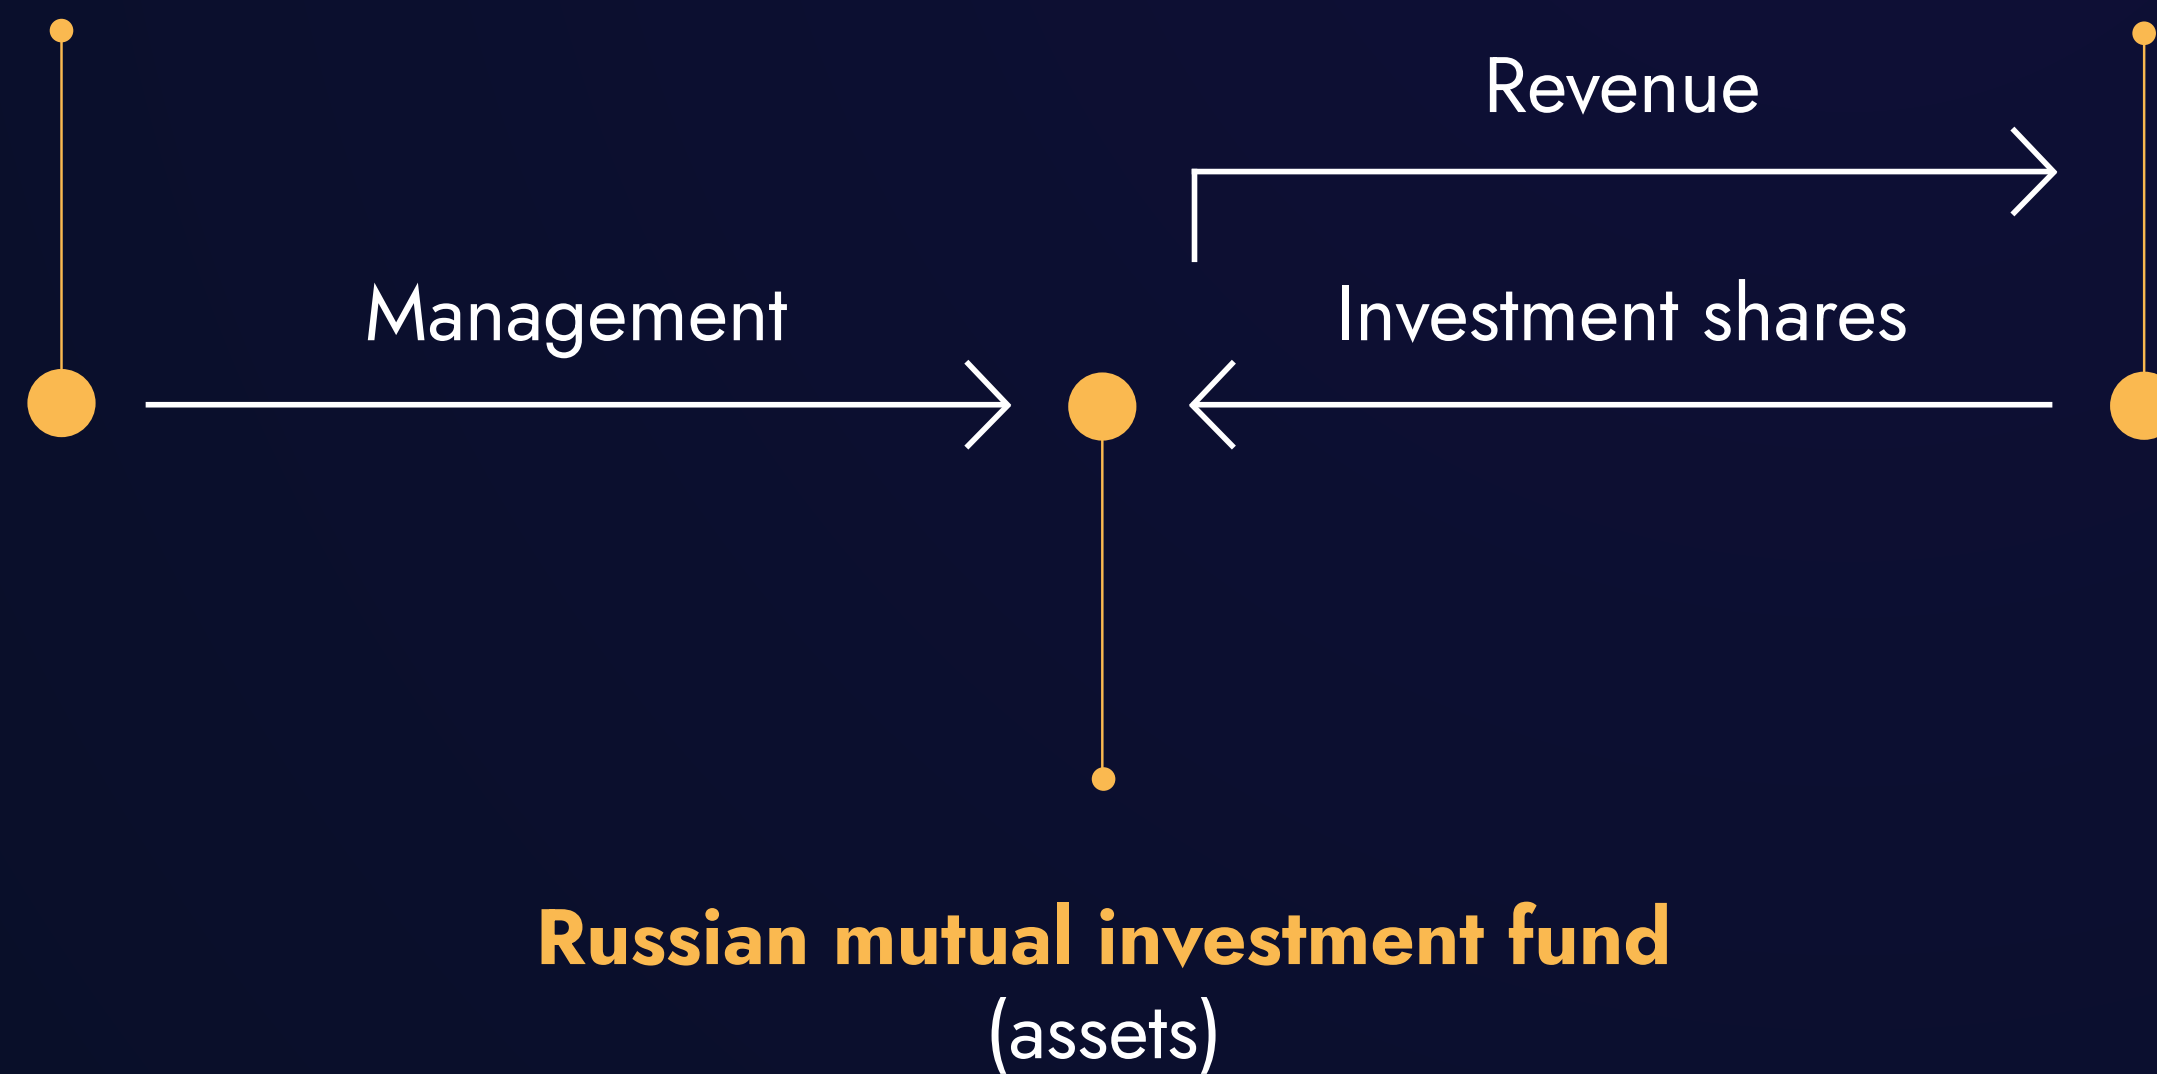 Revenue
Management
Investment shares
Russian mutual investment fund
(assets)